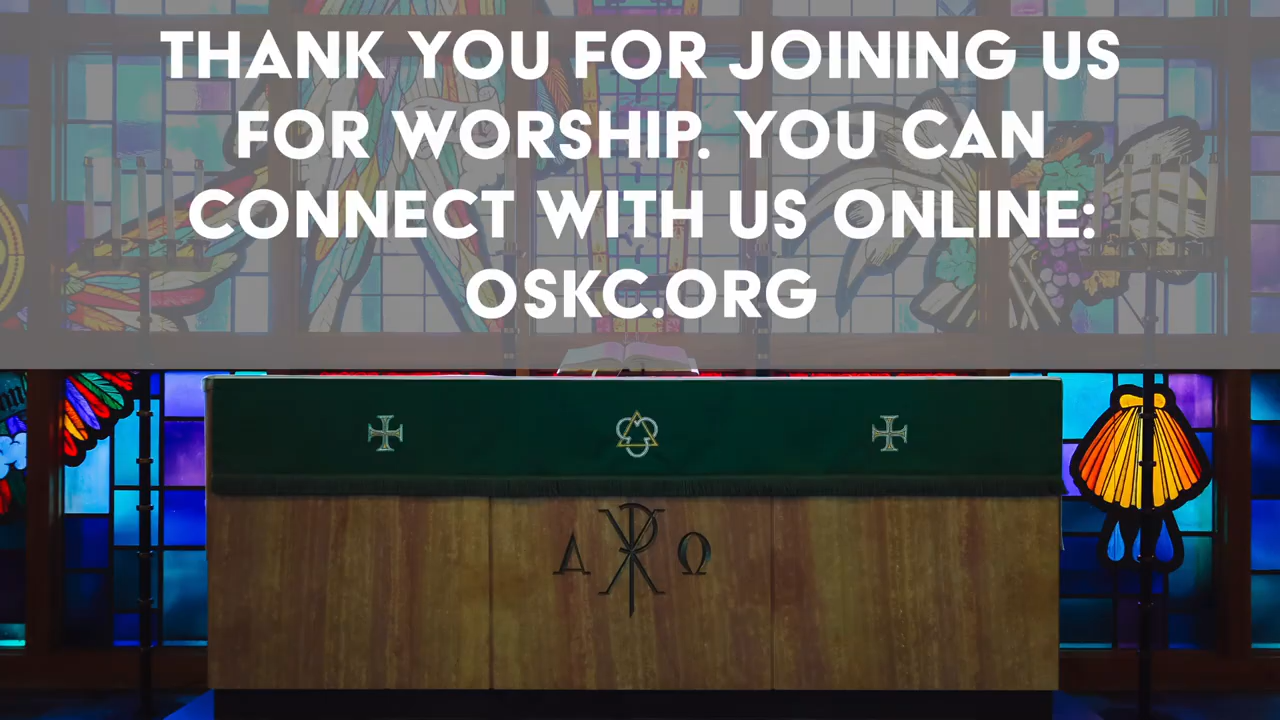 THANK YOU FOR JOINING US
FOR WORSHIP. YOU CAN
CONNECT WITH US ONLINE:
OSKC.ORG
Α ☧ Ω